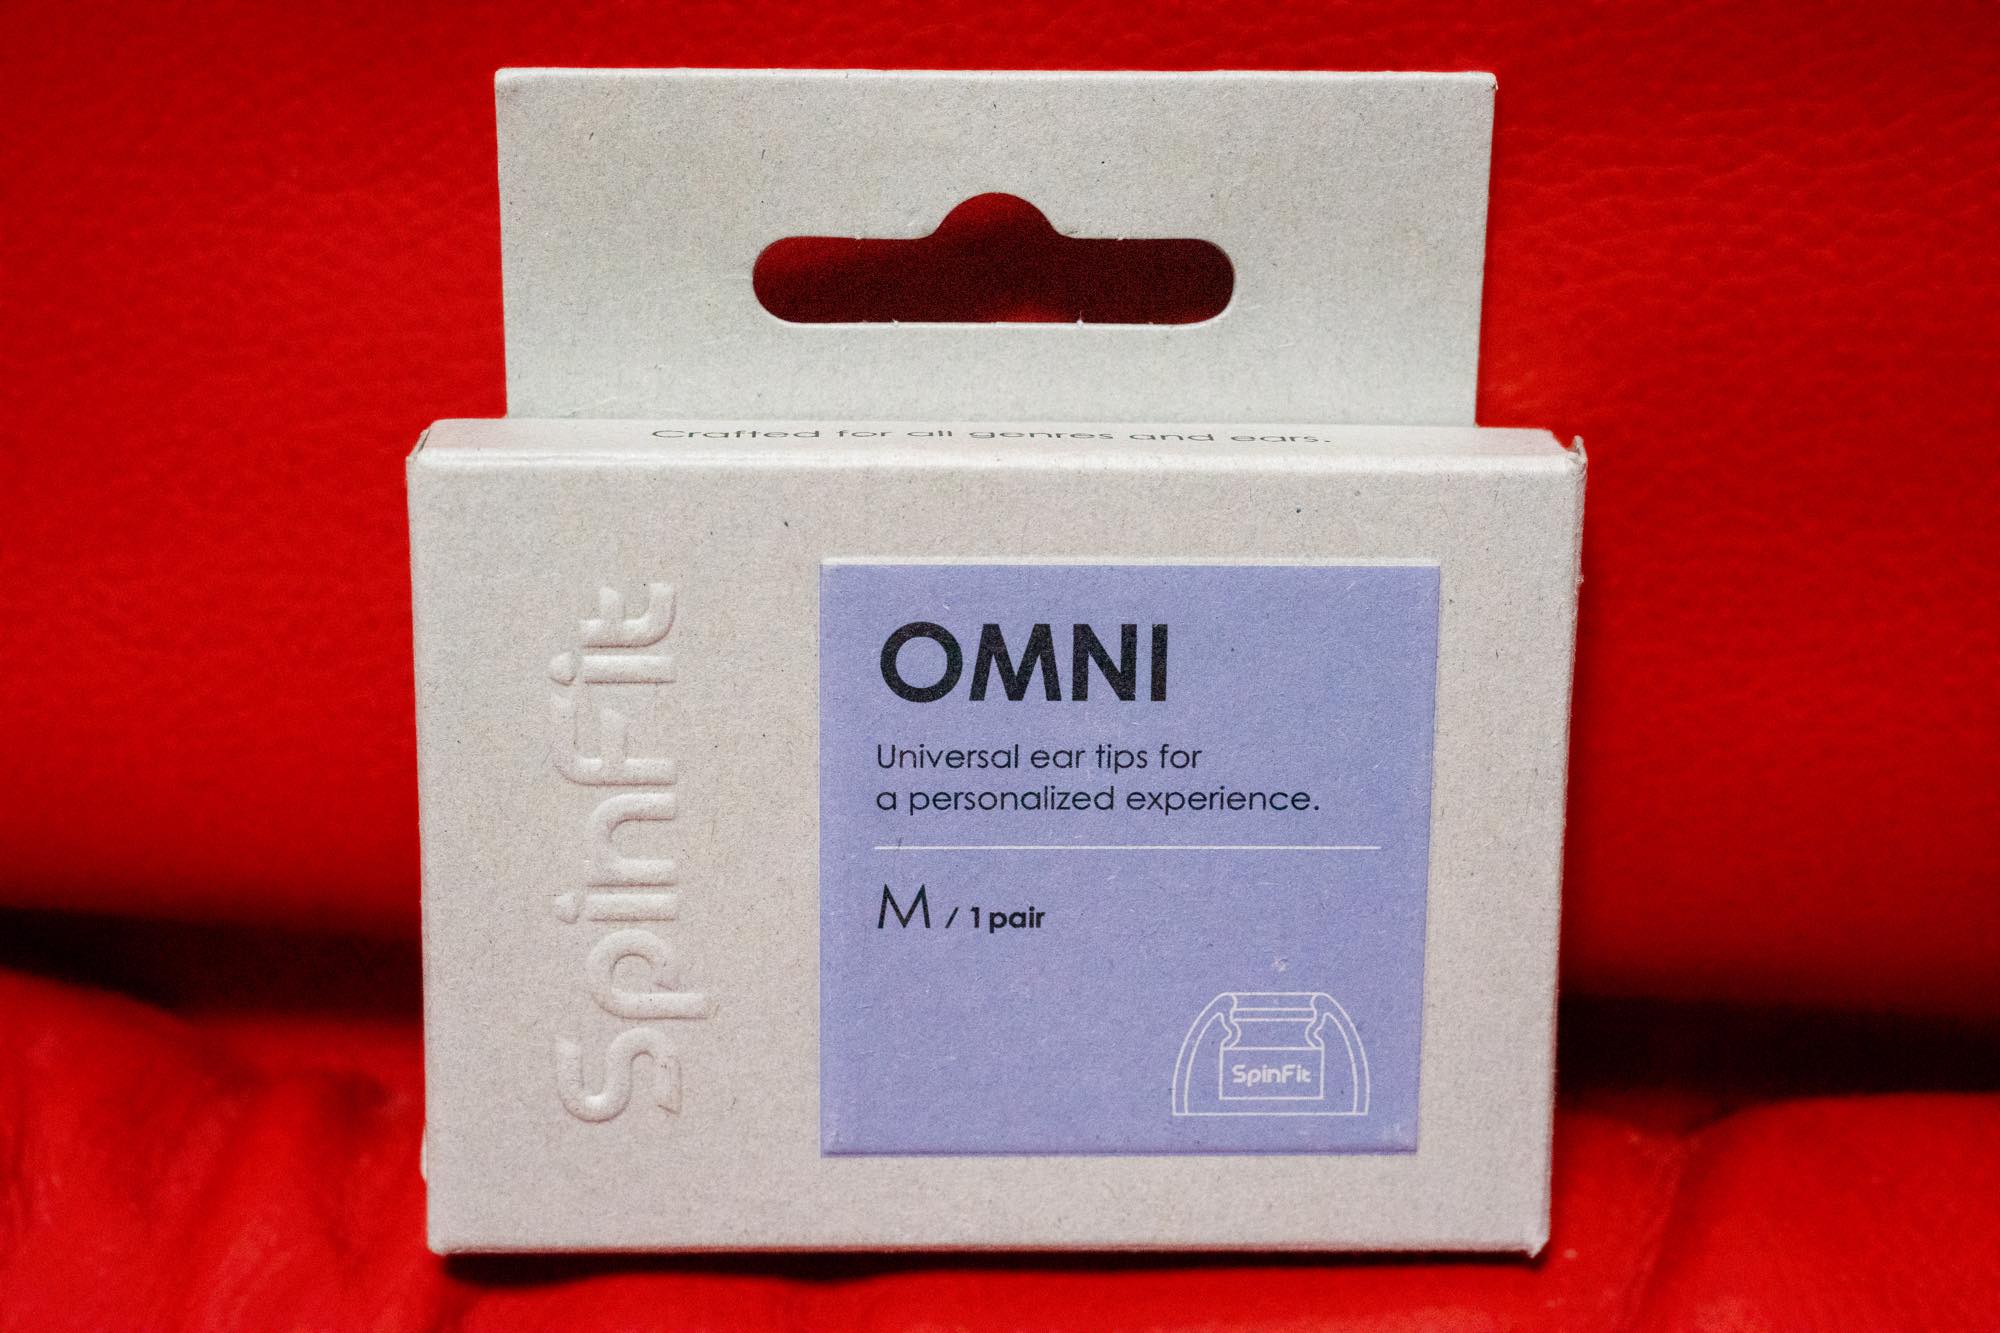 Crafted for all genres and ears.
SpinFit
OMNI
Universal ear tips for
a personalized experience.
M / 1 pair
SpinFit